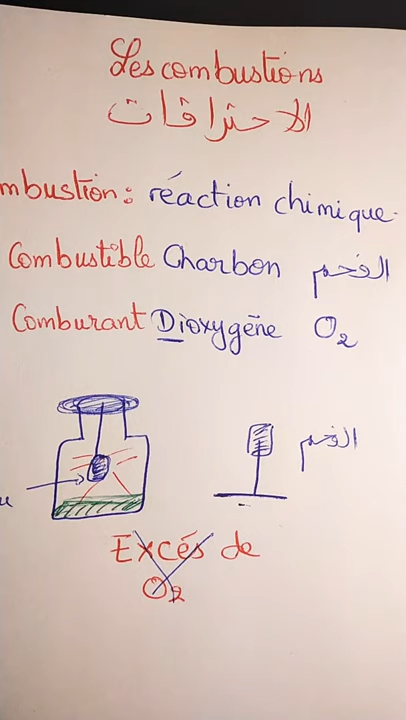 Les combustions
الاحتراقات
mbustion: réaction chimique.
Combustible Charbon الفحم
Comburant Dioxygène O2
الفحم
Excés de
O2